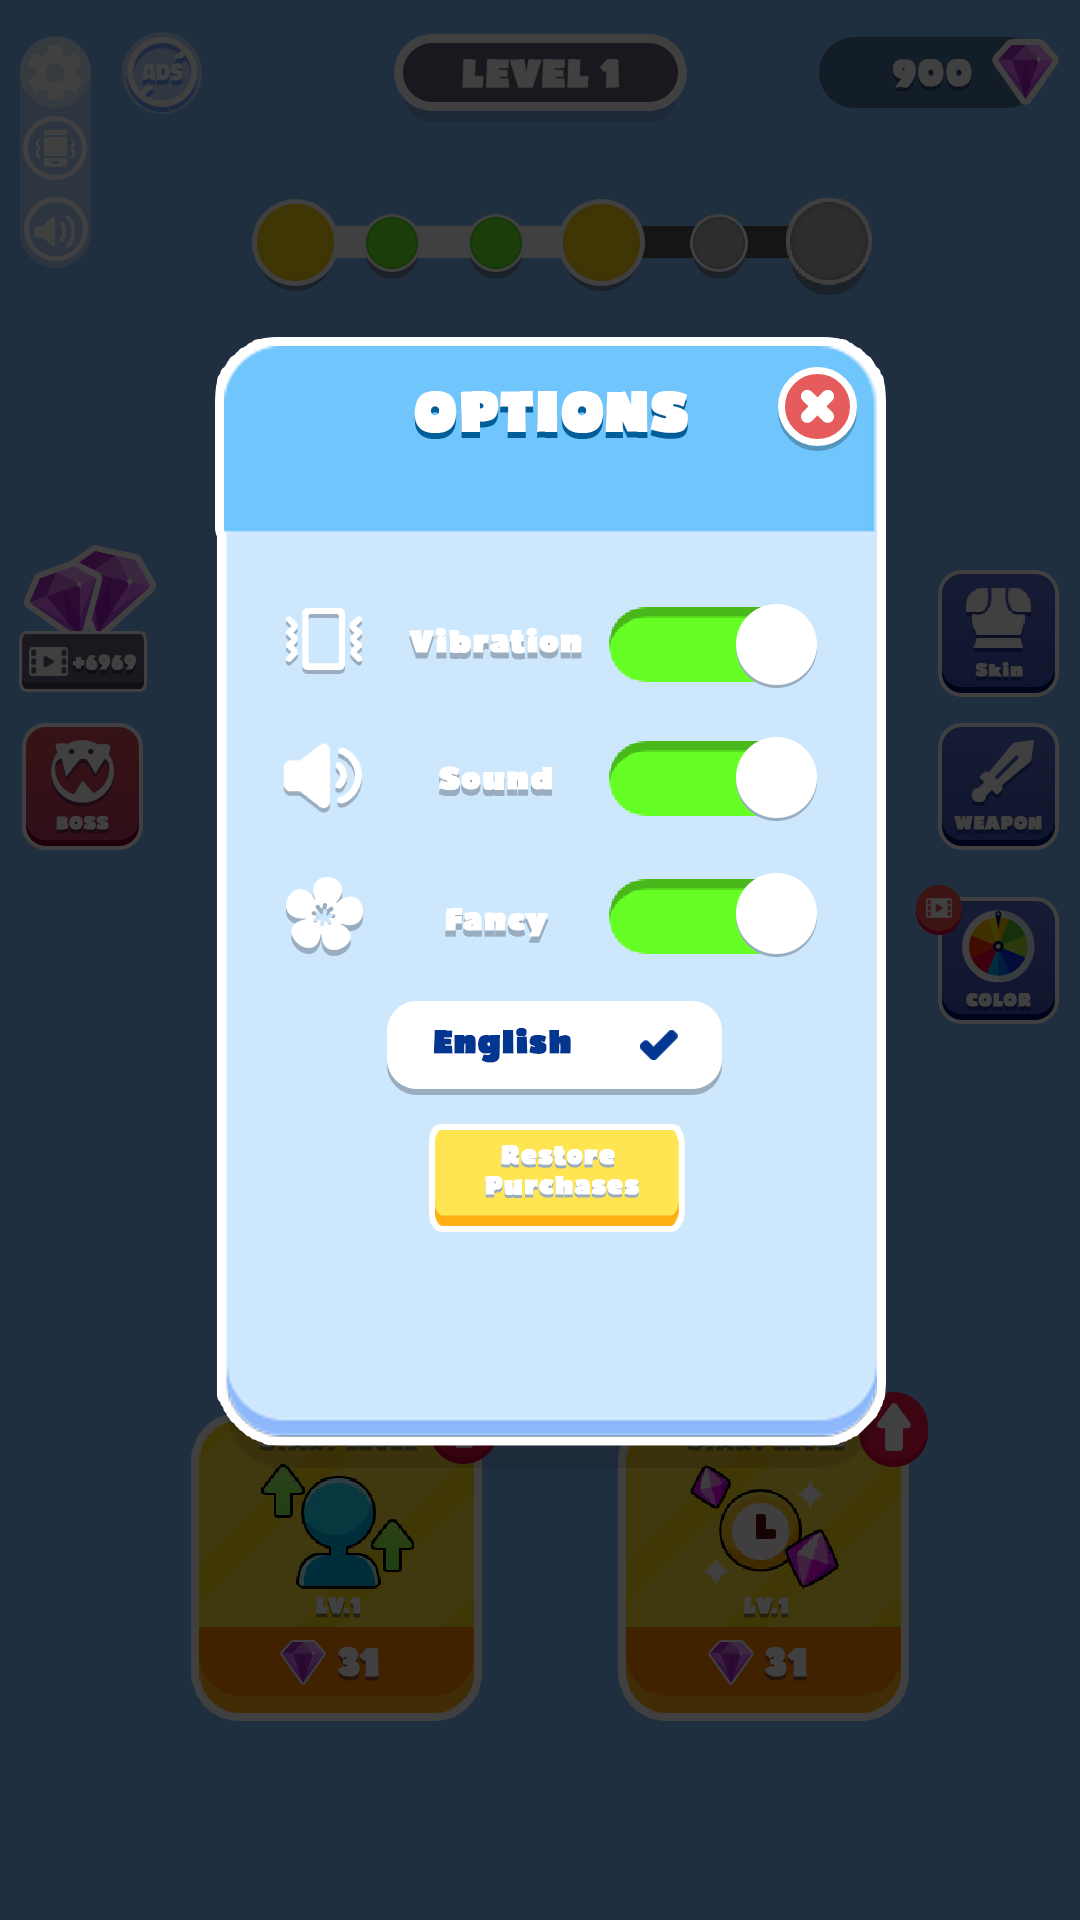 ADS
LEVEL 1
900
OPTIONS
Vibration
+6969
Skin
Sound
BOSS
WEAPON
Fancy
COLOR
English
Restore
Purchases
LV.1
LV.1
31
31